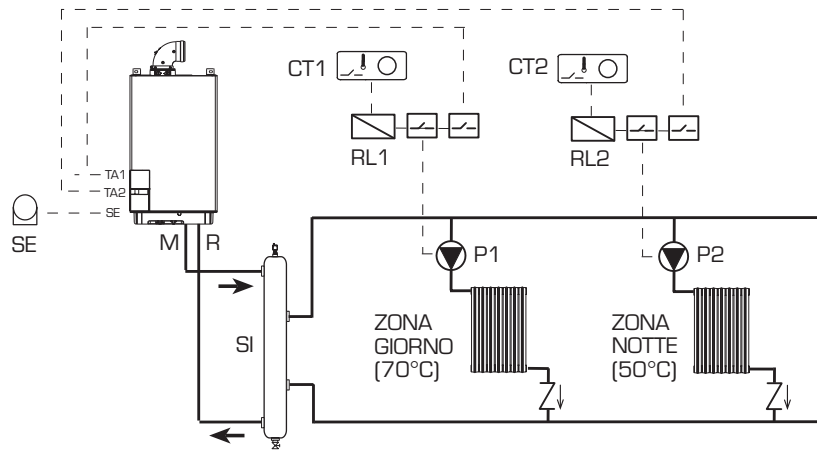 CT1
CT2
RL1
RL2
TA1
TA2
SE
SE
M
R
P1
P2
SI
ZONA
GIORNO
(70°C)
ZONA
NOTTE
(50°C)